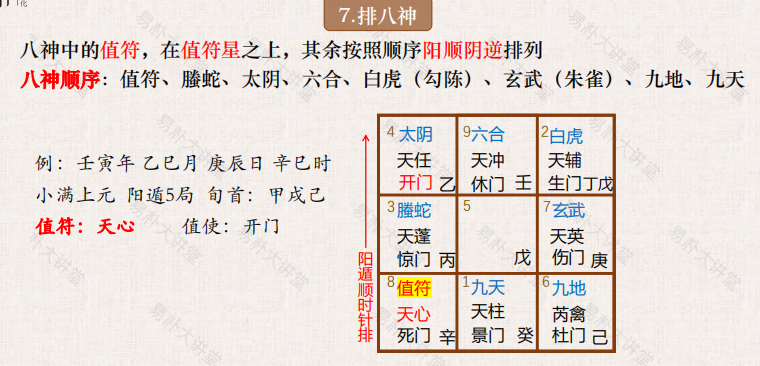 7.排八神
八神中的值符，在值符星之上，其余按照顺序阳顺阴逆排列
八神顺序：值符、螣蛇、太阴、六合、白虎（勾陈）、玄武（朱雀）、九地、九天
例：壬寅年 乙巳月 庚辰日 辛巳时
小满上元 阳遁5局 旬首：甲戌己
值符：天心 值使：开门
阳遁顺时针排
4 太阴 9 六合 2 白虎
天任 天冲 天辅
开门 乙 休门 壬 生门 丁戊
3 螣蛇 5 7 玄武
天蓬 天英
惊门 丙 戊 伤门 庚
8 值符 1 九天 6 九地
天心 天柱 芮禽
死门 辛 景门 癸 杜门 己
易朴大讲堂